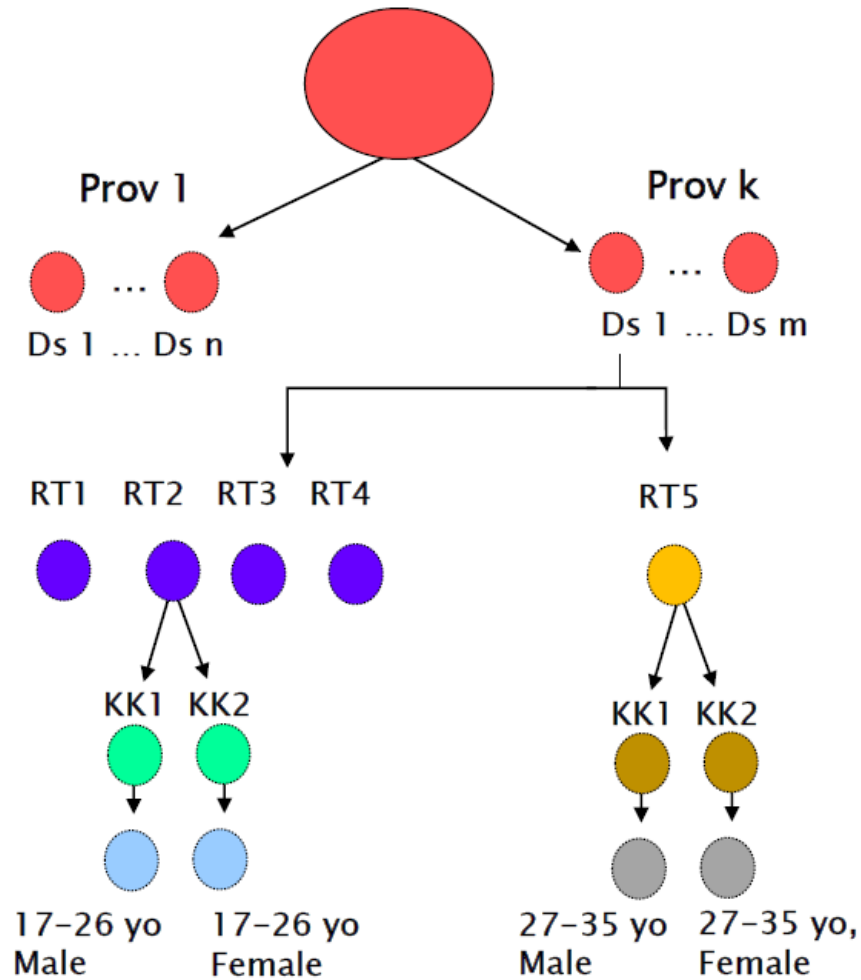 Prov 1
Prov k
... ...
Ds 1 ... Ds n
Ds 1 ... Ds m
RT1 RT2 RT3 RT4
RT5
KK1 KK2
KK1 KK2
17-26 yo
Male
17-26 yo
Female
27-35 yo
Male
27-35 yo,
Female